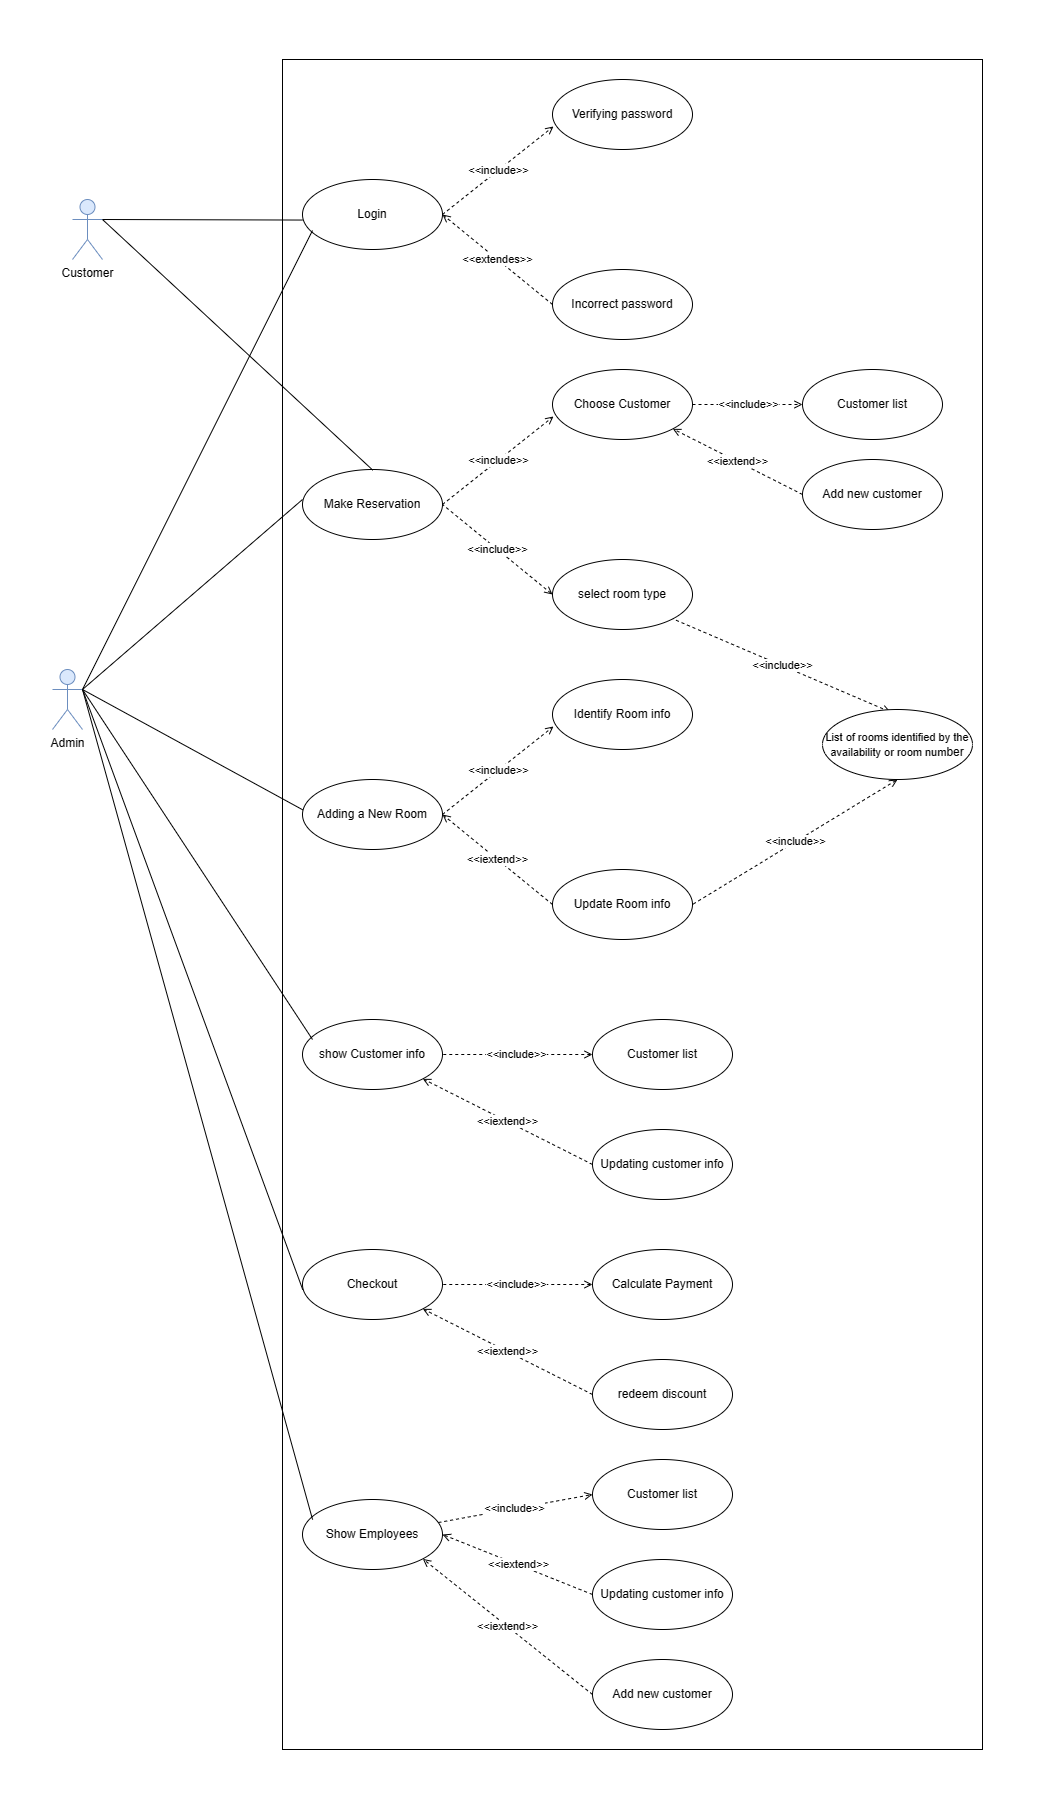 Verifying password
<<include>>
Login
Customer
<<extendes>>
Incorrect password
Choose Customer
<<include>>
Customer list
<<include>>
<<iextend>>
Add new customer
Make Reservation
<<include>>
select room type
<<include>>
Identify Room info
List of rooms identified by the
availability or room number
Admin
<<include>>
Adding a New Room
<<include>>
<<iextend>>
Update Room info
show Customer info
<<include>>
Customer list
<<iextend>>
Updating customer info
Checkout
<<include>>
Calculate Payment
<<iextend>>
redeem discount
Customer list
<<include>>
Show Employees
<<iextend>>
Updating customer info
<<iextend>>
Add new customer